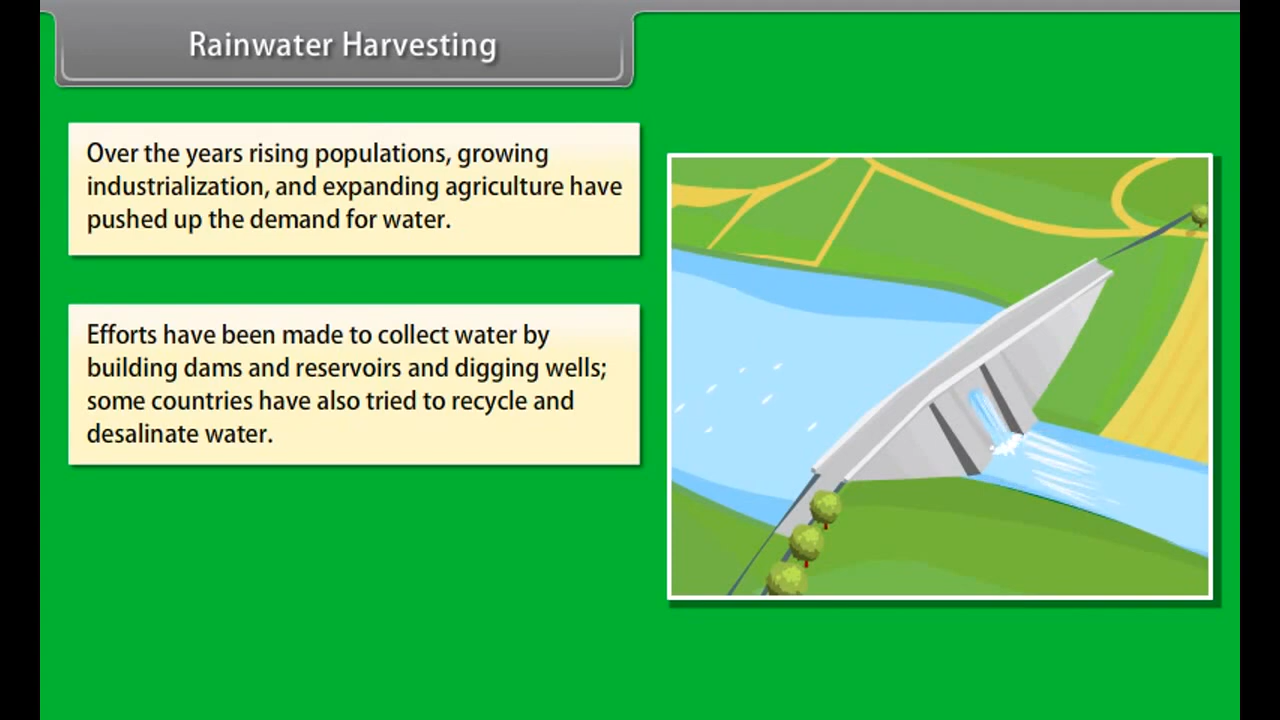 Rainwater Harvesting
Over the years rising populations, growing
industrialization, and expanding agriculture have
pushed up the demand for water.
Efforts have been made to collect water by
building dams and reservoirs and digging wells;
some countries have also tried to recycle and
desalinate water.